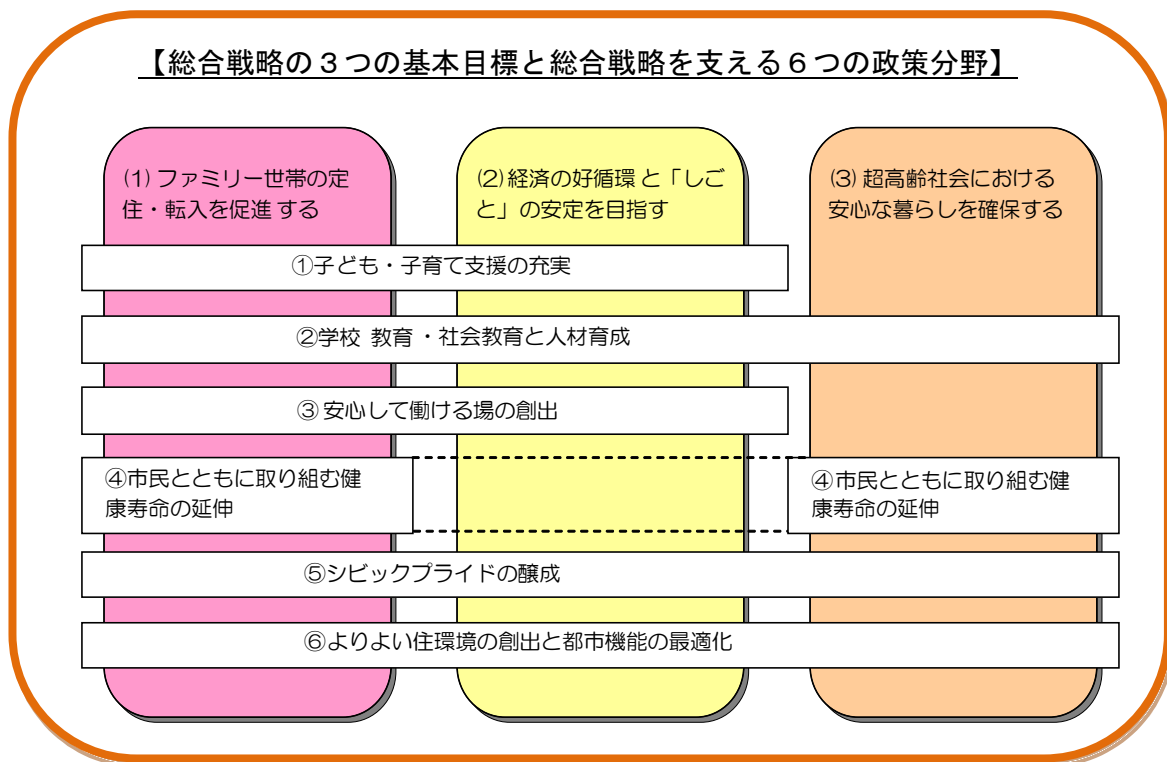 【総合戦略の３つの基本目標と総合戦略を支える６つの政策分野】
(1) ファミリー世帯の定
住・転入を促進 する
(2) 経済の好循環 と「しご
と」の安定を目指す
(3) 超高齢社会における
安心な暮らしを確保する
①子ども・子育て支援の充実
②学校 教育 ・社会教育と人材育成
③ 安心して働ける場の創出
④市民とともに取り組む健
康寿命の延伸
④市民とともに取り組む健
康寿命の延伸
⑤シビックプライドの醸成
⑥よりよい住環境の創出と都市機能の最適化